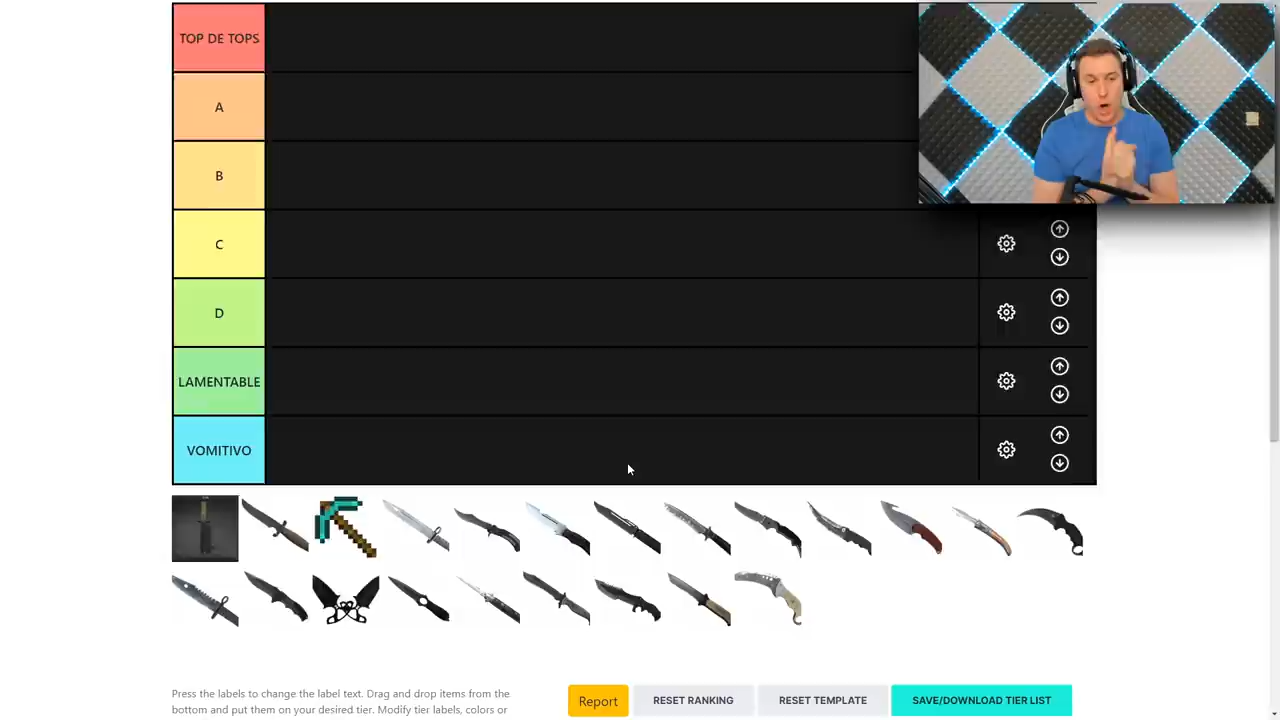 TOP DE TOPS
A
B
C
D
LAMENTABLE
VOMITIVO
Press the labels to change the label text. Drag and drop items from the
bottom and put them on your desired tier. Modify tier labels, colors or
Report
RESET RANKING
RESET TEMPLATE
SAVE/DOWNLOAD TIER LIST